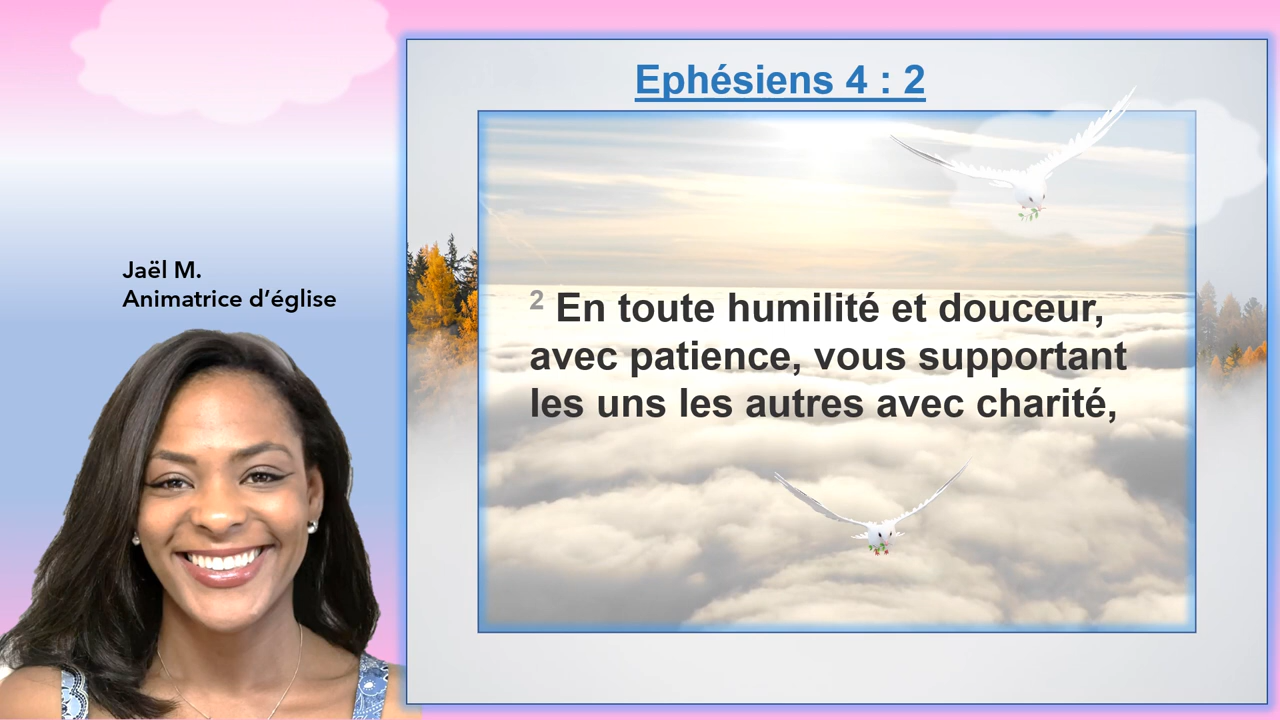 Ephésiens 4 : 2
Jaël M.
Animatrice d’église
2 En toute humilité et douceur,
avec patience, vous supportant
les uns les autres avec charité,